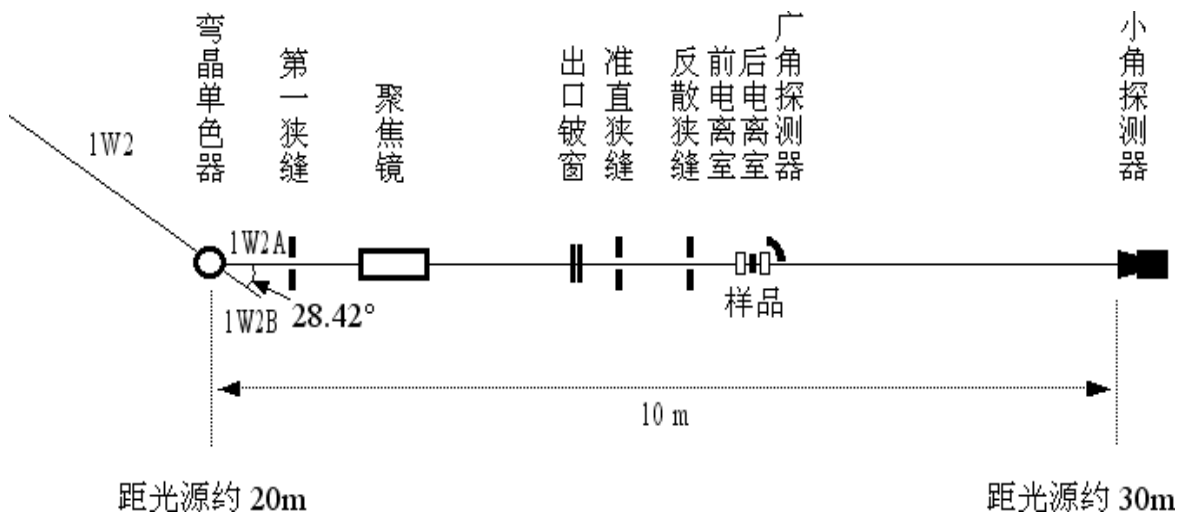 弯晶单色器
第一狭缝
聚焦镜
出口铍窗
准直狭缝
反散狭缝
前电离室
后电离室
广角探测器
小角探测器
1W2
1W2A
1W2B
28.42°
样品
10 m
距光源约 20m
距光源约 30m